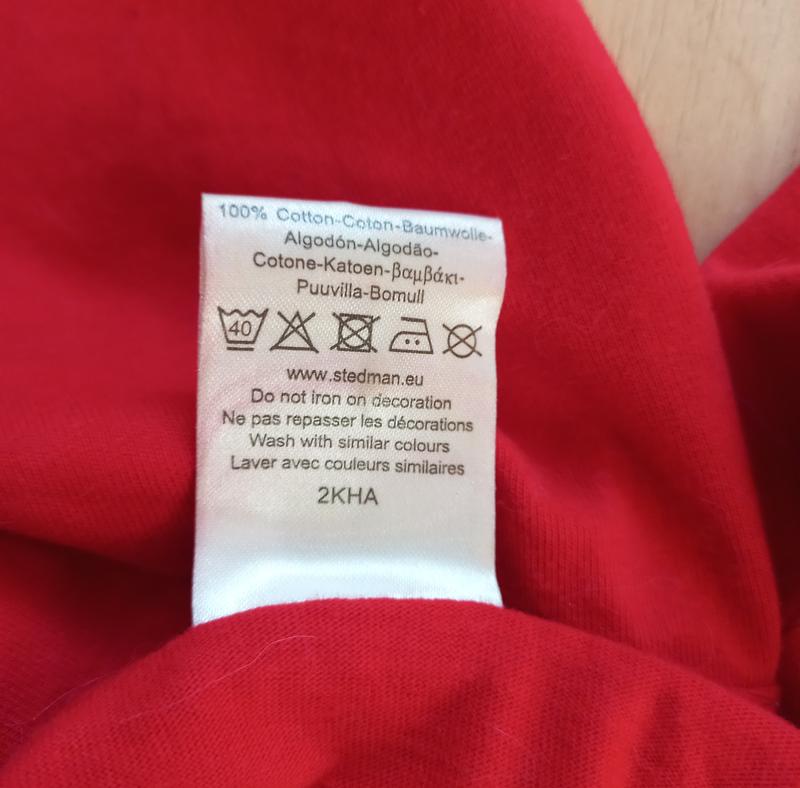 100% Cotton-Coton-Baumwolle-
Algodón-Algodão-
Cotone-Katoen-βαμβάκι-
Puuvilla-Bomull
40
www.stedman.eu
Do not iron on decoration
Ne pas repasser les décorations
Wash with similar colours
Laver avec couleurs similaires
2KHA